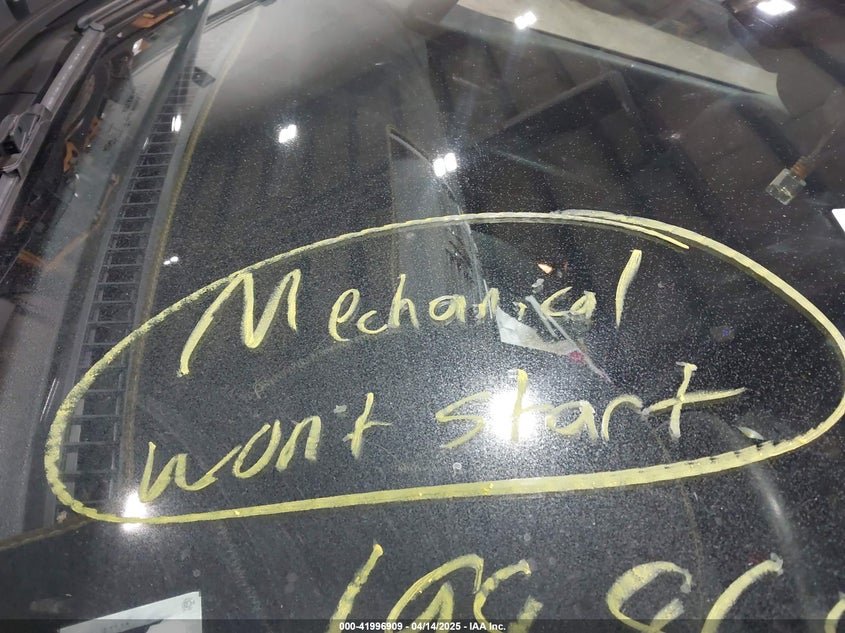 Mechanical
won't start
000-41996909 - 04/14/2025 - IAA Inc.